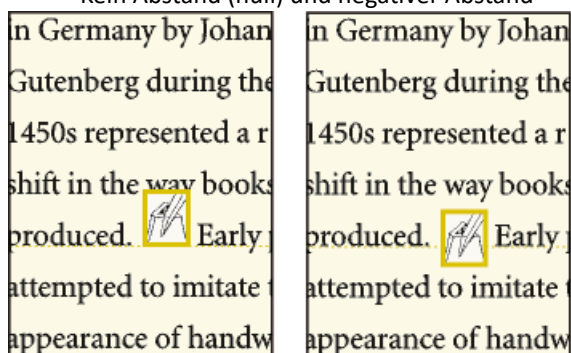 Kein Abstand (null) und negativer Abstand
in Germany by Johan
Gutenberg during the
1450s represented a r
shift in the way books
produced. Early p
attempted to imitate t
appearance of handw
in Germany by Johan
Gutenberg during the
1450s represented a r
shift in the way books
produced. Early p
attempted to imitate t
appearance of handw